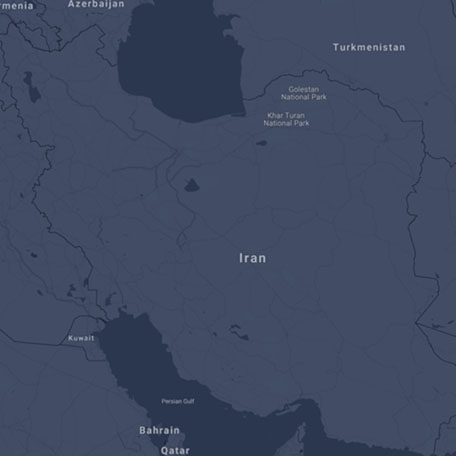 rmenia
Azerbaijan
Turkmenistan
Golestan
National Park
Khar Turan
National Park
Iran
Kuwait
Persian Gulf
Bahrain
Qatar